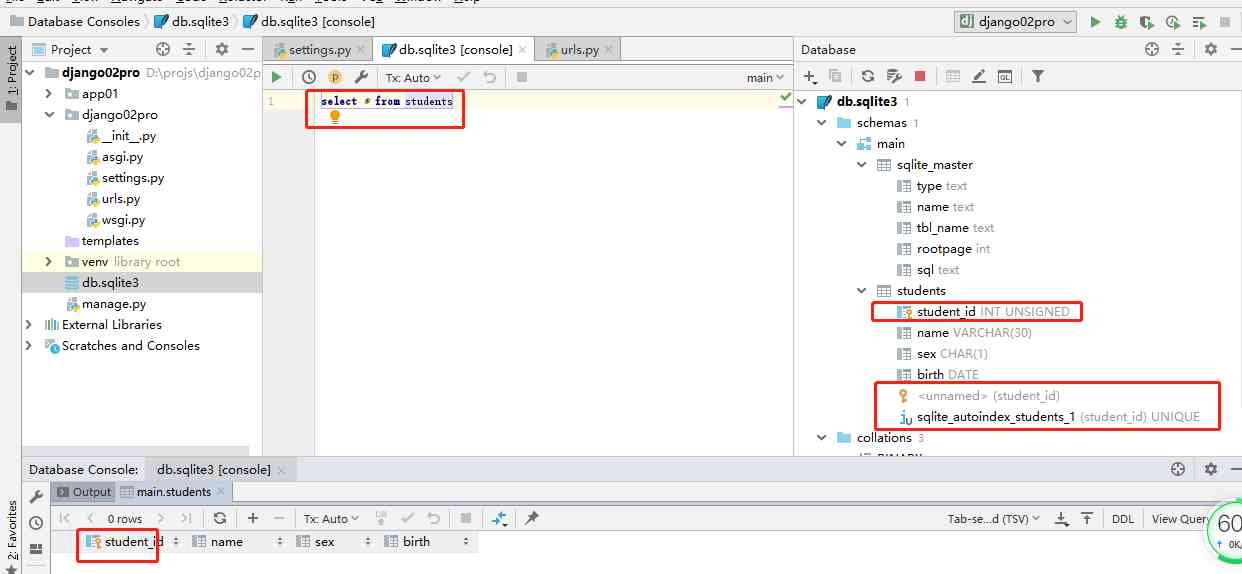 Database Consoles db.sqlite3 db.sqlite3 [console] django02pro
Project settings.py db.sqlite3 [console] urls.py Database
1: Project
django02pro D:\projs\django02p
app01
django02pro
__init__.py
asgi.py
settings.py
urls.py
wsgi.py
templates
venv library root
db.sqlite3
manage.py
External Libraries
Scratches and Consoles
Tx: Auto main
1 select * from students
db.sqlite3 1
schemas 1
main
sqlite_master
type text
name text
tbl_name text
rootpage int
sql text
students
student_id INT UNSIGNED
name VARCHAR(30)
sex CHAR(1)
birth DATE
<unnamed> (student_id)
sqlite_autoindex_students_1 (student_id) UNIQUE
collations 3
Database Console: db.sqlite3 [console]
Output main.students
0 rows Tx: Auto DB Tab-se...d (TSV) DDL View Query
student_id name sex birth
2: Favorites
60
0K/